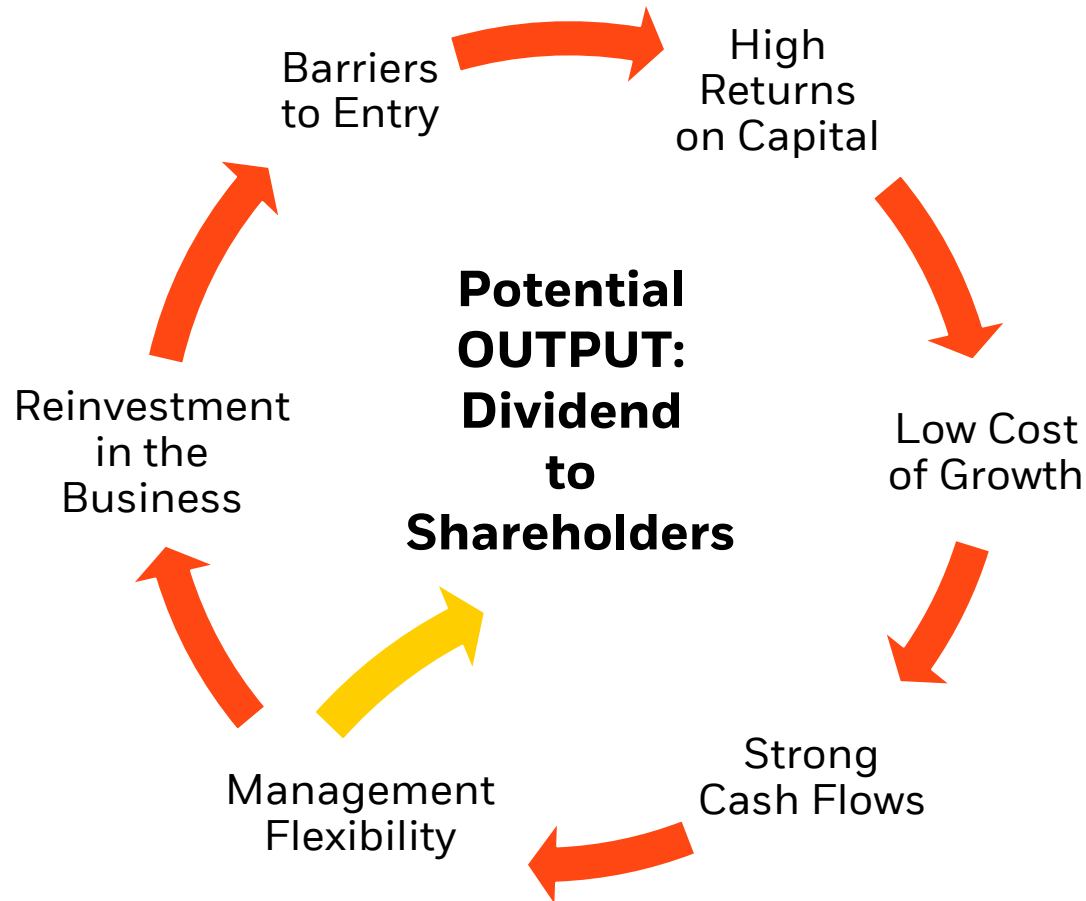 Barriers
to Entry
High
Returns
on Capital
Low Cost
of Growth
Strong
Cash Flows
Management
Flexibility
Reinvestment
in the
Business
Potential
OUTPUT:
Dividend
to
Shareholders